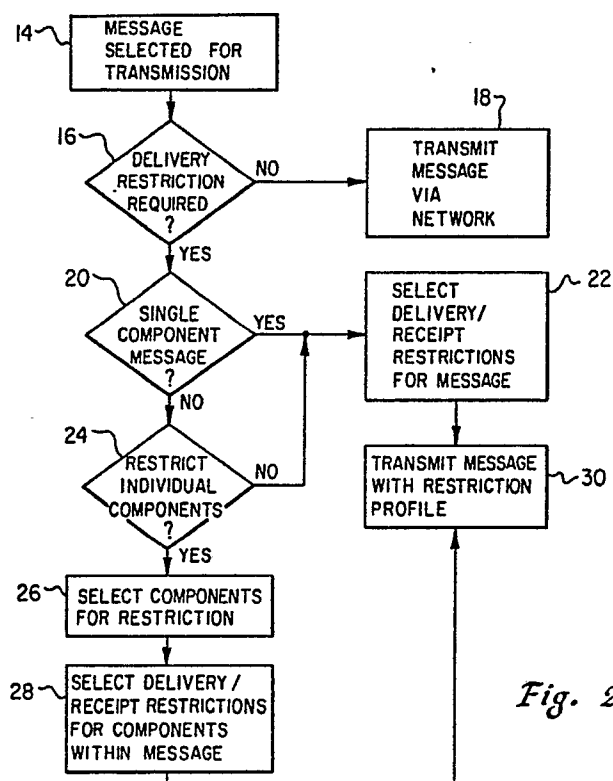 14
MESSAGE
SELECTED FOR
TRANSMISSION
16
DELIVERY
RESTRICTION
REQUIRED
?
NO
YES
18
TRANSMIT
MESSAGE
VIA
NETWORK
20
SINGLE
COMPONENT
MESSAGE
?
YES
NO
22
SELECT
DELIVERY/
RECEIPT
RESTRICTIONS
FOR MESSAGE
24
RESTRICT
INDIVIDUAL
COMPONENTS
?
NO
YES
TRANSMIT MESSAGE
WITH RESTRICTION
PROFILE
30
26
SELECT COMPONENTS
FOR RESTRICTION
28
SELECT DELIVERY/
RECEIPT RESTRICTIONS
FOR COMPONENTS
WITHIN MESSAGE
Fig. 2